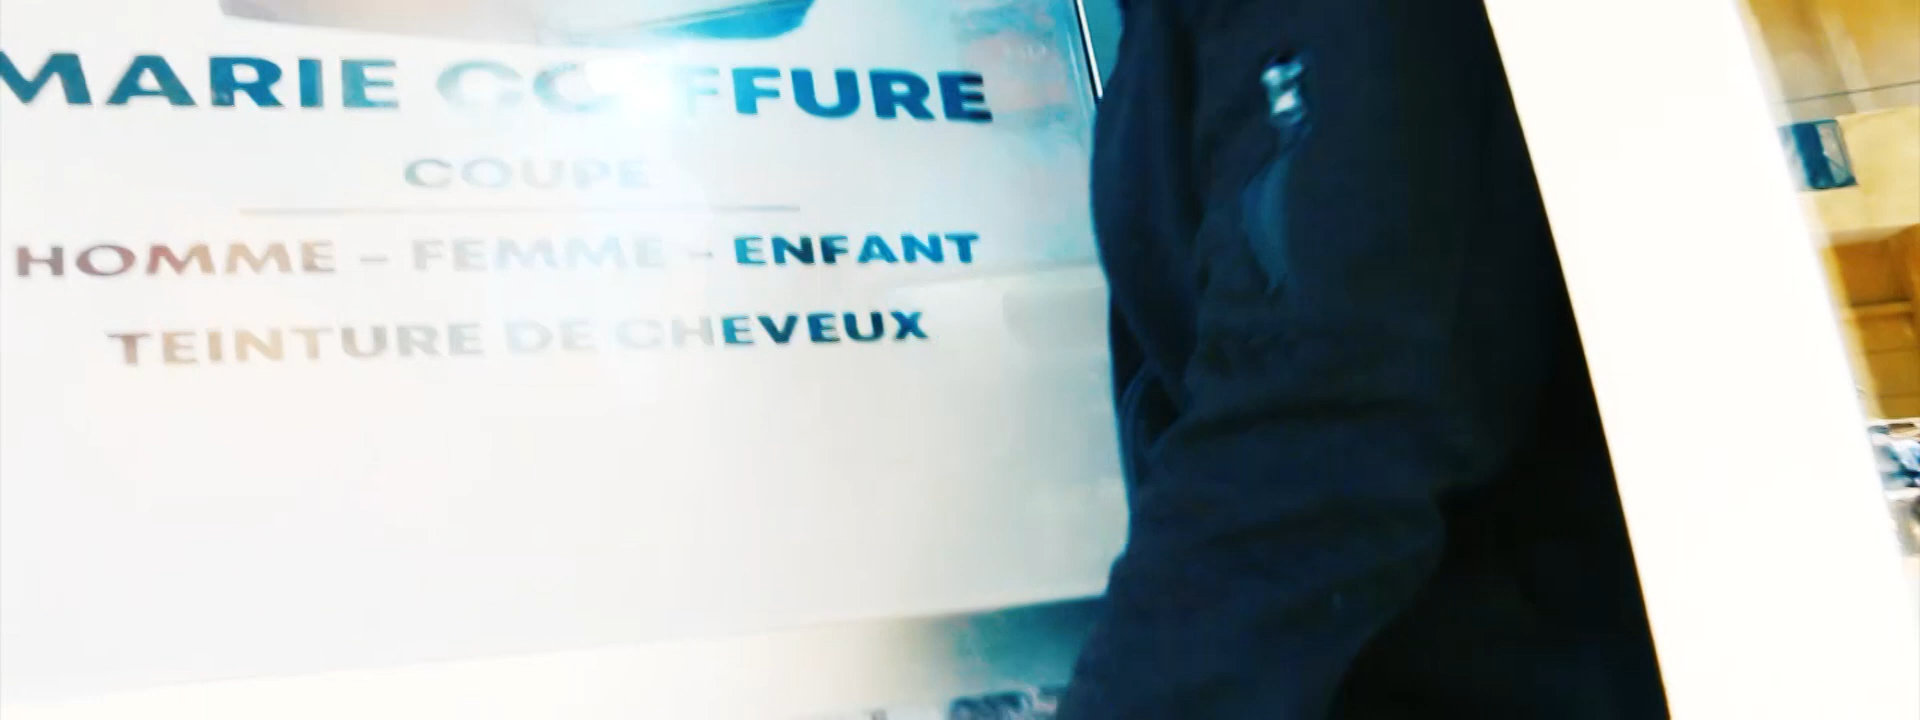 MARIE COIFFURE
COUPE
HOMME - FEMME - ENFANT
TEINTURE DE CHEVEUX